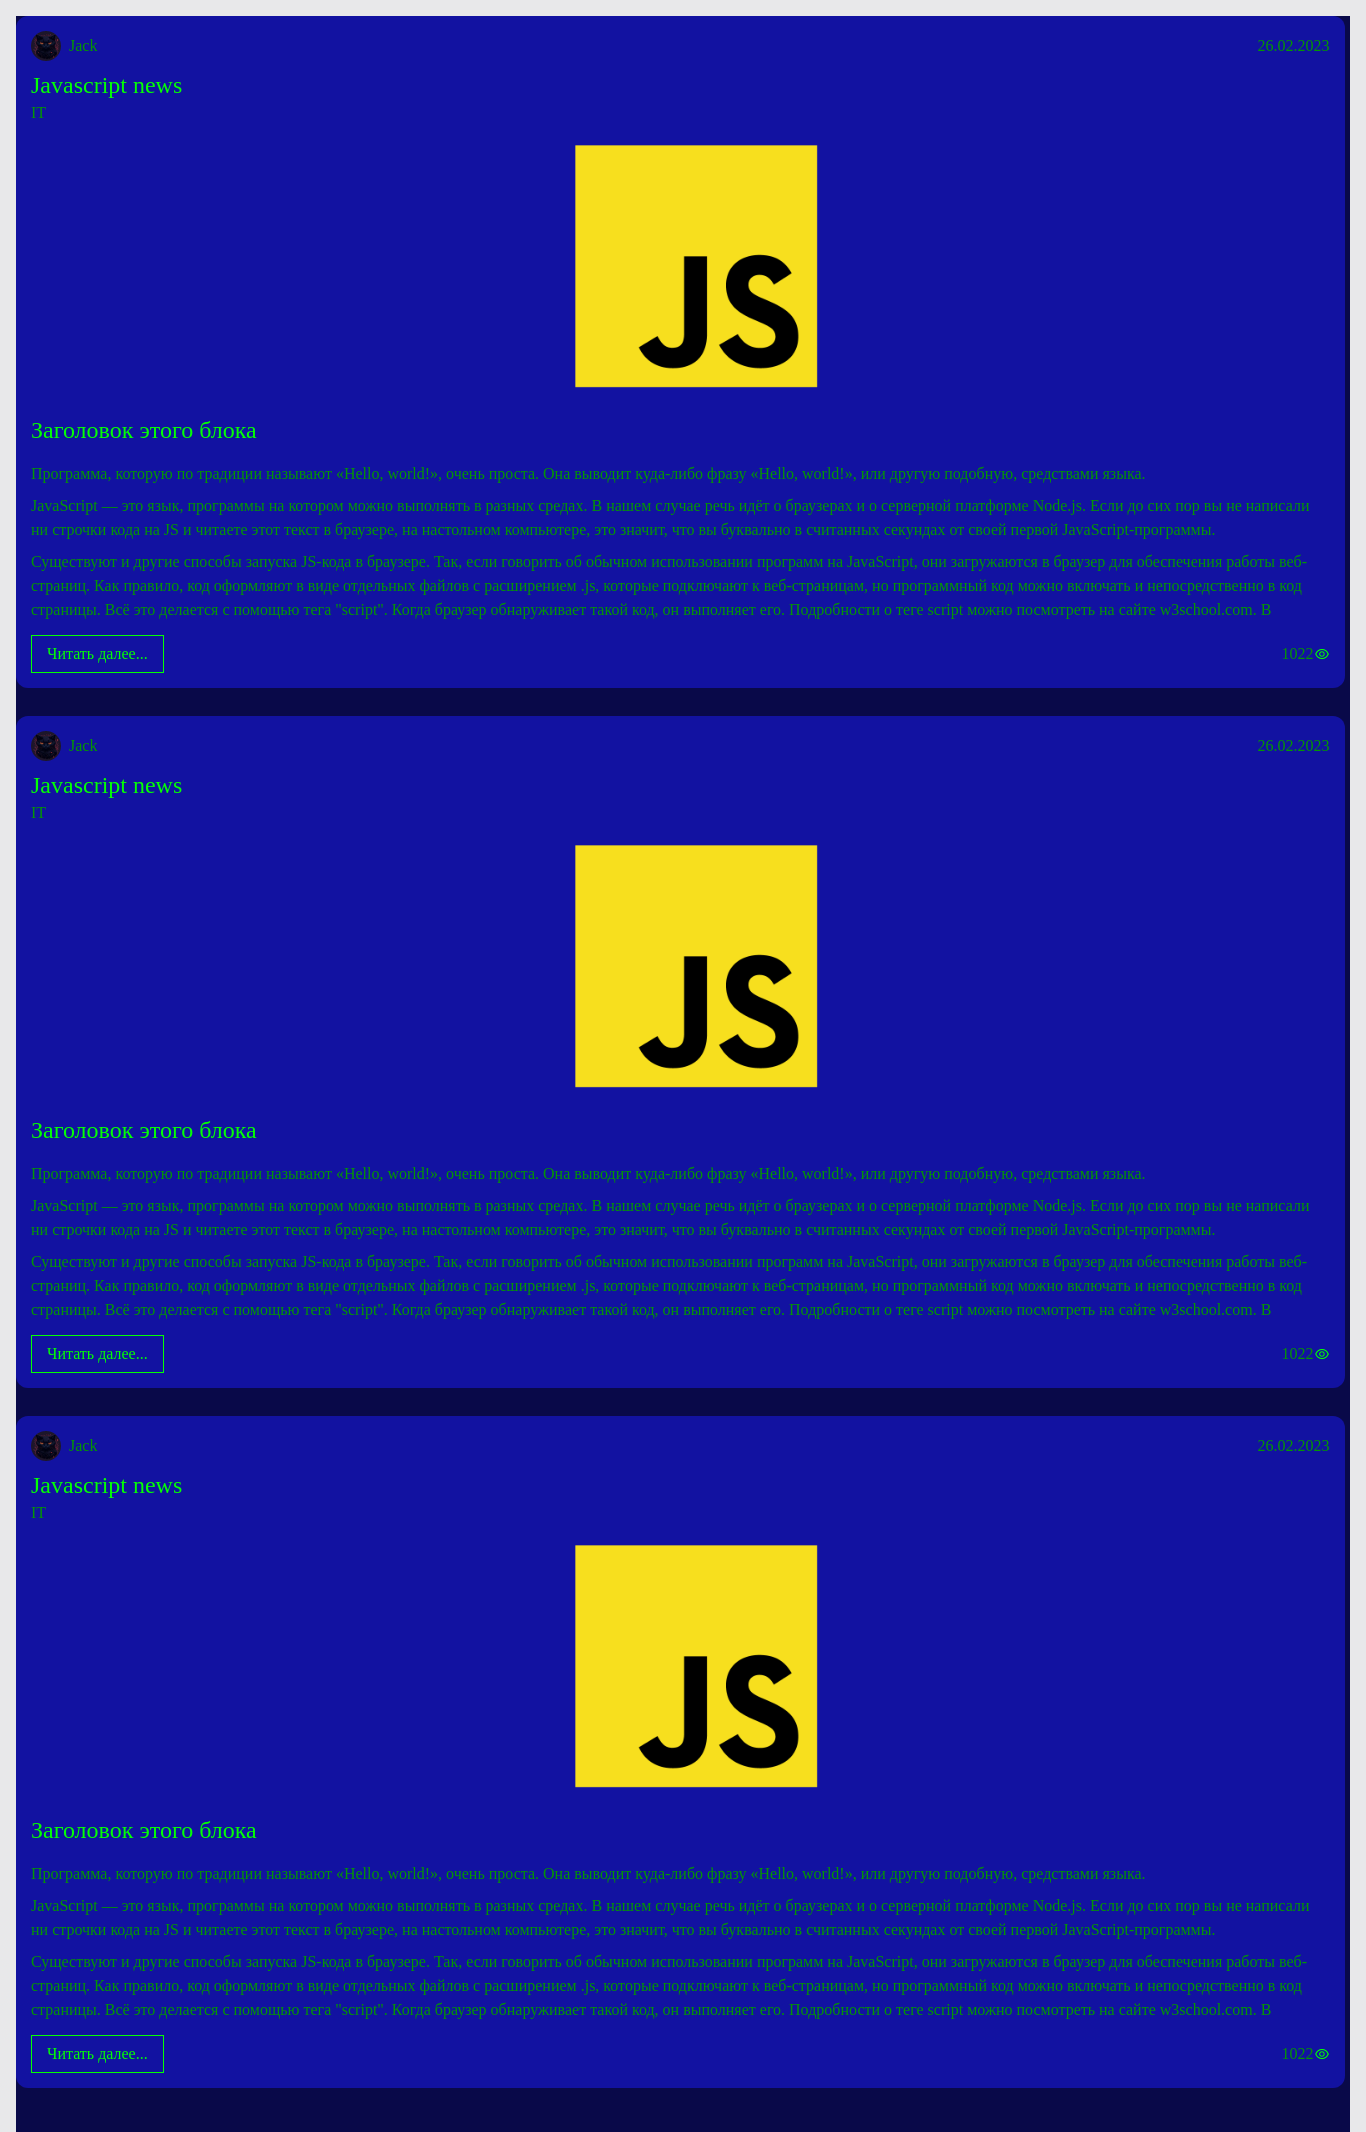 Jack 26.02.2023
Javascript news
IT
JS
Заголовок этого блока
Программа, которую по традиции называют «Hello, world!», очень проста. Она выводит куда-либо фразу «Hello, world!», или другую подобную, средствами языка.
JavaScript — это язык, программы на котором можно выполнять в разных средах. В нашем случае речь идёт о браузерах и о серверной платформе Node.js. Если до сих пор вы не написали
ни строчки кода на JS и читаете этот текст в браузере, на настольном компьютере, это значит, что вы буквально в считанных секундах от своей первой JavaScript-программы.
Существуют и другие способы запуска JS-кода в браузере. Так, если говорить об обычном использовании программ на JavaScript, они загружаются в браузер для обеспечения работы веб-
страниц. Как правило, код оформляют в виде отдельных файлов с расширением .js, которые подключают к веб-страницам, но программный код можно включать и непосредственно в код
страницы. Всё это делается с помощью тега "script". Когда браузер обнаруживает такой код, он выполняет его. Подробности о теге script можно посмотреть на сайте w3school.com. В
Читать далее... 1022
Jack 26.02.2023
Javascript news
IT
JS
Заголовок этого блока
Программа, которую по традиции называют «Hello, world!», очень проста. Она выводит куда-либо фразу «Hello, world!», или другую подобную, средствами языка.
JavaScript — это язык, программы на котором можно выполнять в разных средах. В нашем случае речь идёт о браузерах и о серверной платформе Node.js. Если до сих пор вы не написали
ни строчки кода на JS и читаете этот текст в браузере, на настольном компьютере, это значит, что вы буквально в считанных секундах от своей первой JavaScript-программы.
Существуют и другие способы запуска JS-кода в браузере. Так, если говорить об обычном использовании программ на JavaScript, они загружаются в браузер для обеспечения работы веб-
страниц. Как правило, код оформляют в виде отдельных файлов с расширением .js, которые подключают к веб-страницам, но программный код можно включать и непосредственно в код
страницы. Всё это делается с помощью тега "script". Когда браузер обнаруживает такой код, он выполняет его. Подробности о теге script можно посмотреть на сайте w3school.com. В
Читать далее... 1022
Jack 26.02.2023
Javascript news
IT
JS
Заголовок этого блока
Программа, которую по традиции называют «Hello, world!», очень проста. Она выводит куда-либо фразу «Hello, world!», или другую подобную, средствами языка.
JavaScript — это язык, программы на котором можно выполнять в разных средах. В нашем случае речь идёт о браузерах и о серверной платформе Node.js. Если до сих пор вы не написали
ни строчки кода на JS и читаете этот текст в браузере, на настольном компьютере, это значит, что вы буквально в считанных секундах от своей первой JavaScript-программы.
Существуют и другие способы запуска JS-кода в браузере. Так, если говорить об обычном использовании программ на JavaScript, они загружаются в браузер для обеспечения работы веб-
страниц. Как правило, код оформляют в виде отдельных файлов с расширением .js, которые подключают к веб-страницам, но программный код можно включать и непосредственно в код
страницы. Всё это делается с помощью тега "script". Когда браузер обнаруживает такой код, он выполняет его. Подробности о теге script можно посмотреть на сайте w3school.com. В
Читать далее... 1022